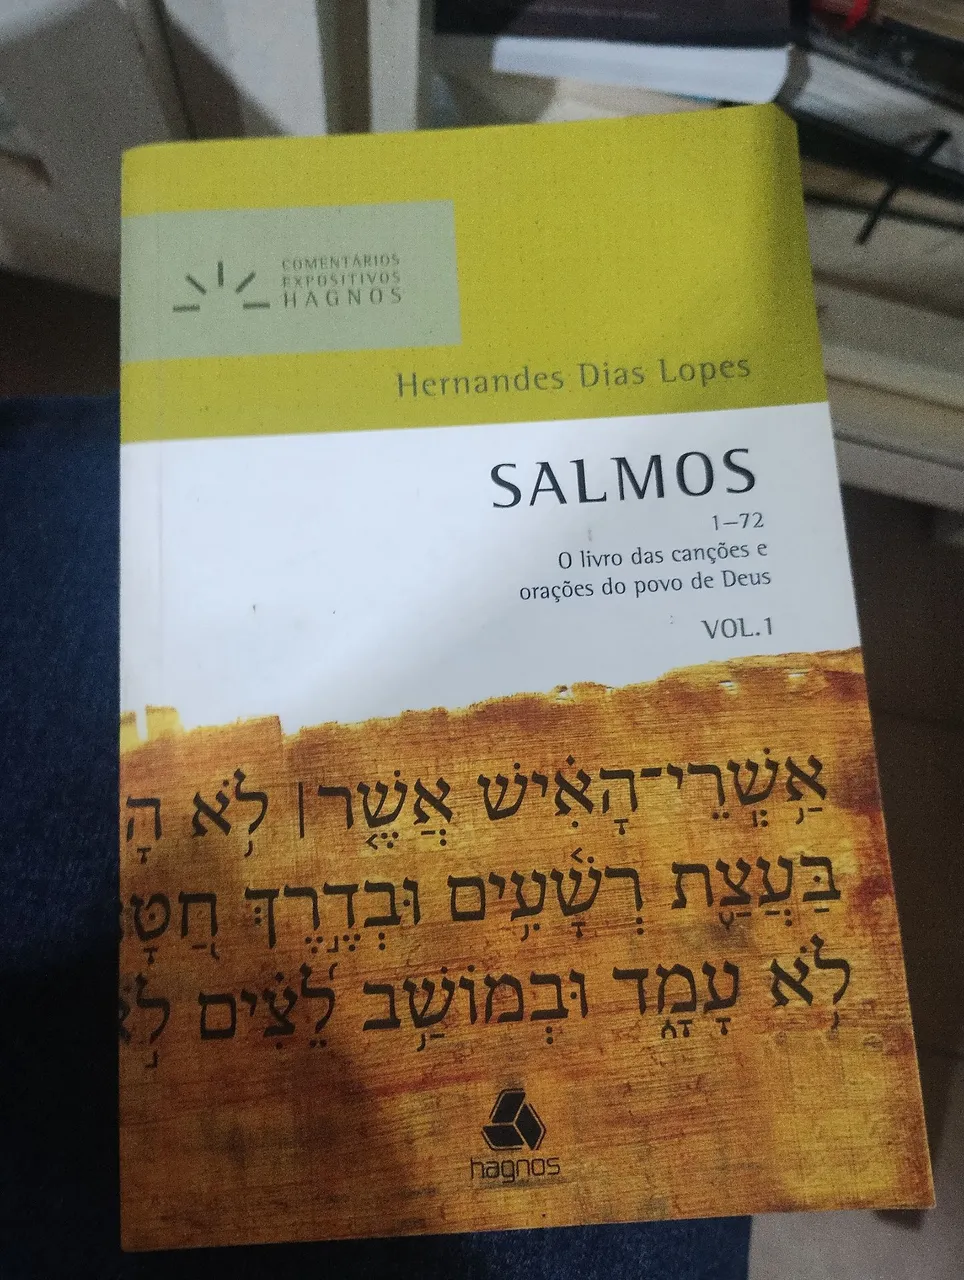 COMENTÁRIOS
EXPOSITIVOS
HAGNOS
Hernandes Dias Lopes
SALMOS
1–72
O livro das canções e
orações do povo de Deus
VOL.1
אַ֥שְֽׁרֵי־הָאִ֗ישׁ אֲשֶׁ֤ר׀ לֹ֥א הָ
בַּעֲצַ֪ת רְשָׁ֫עִ֥ים וּבְדֶ֣רֶךְ חַ֭טָּ
לֹ֥א עָמָ֑ד וּבְמוֹשַׁ֥ב לֵ֝צִ֗ים לֹ֣
hagnos